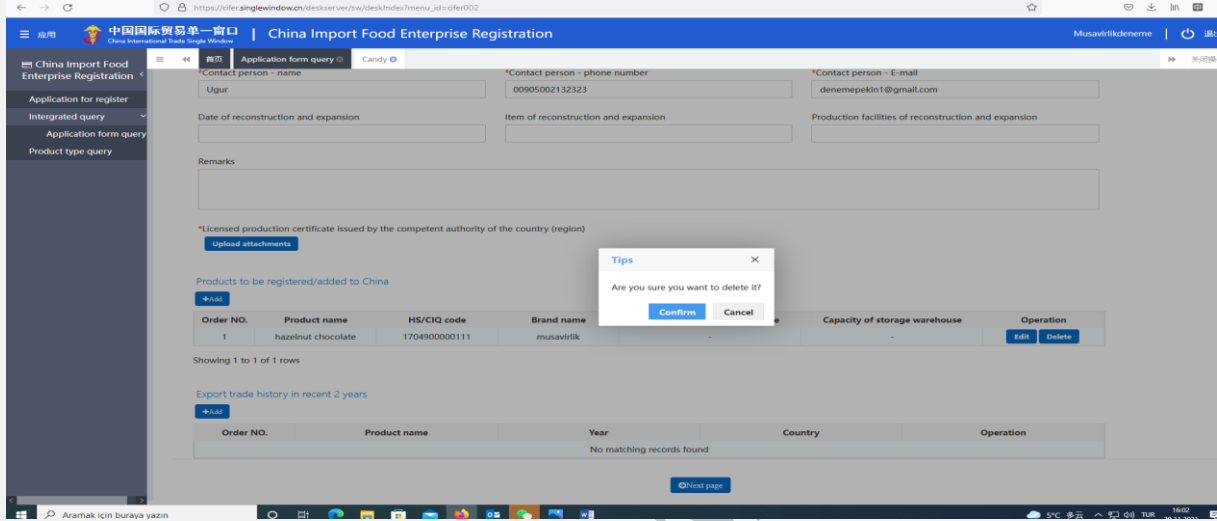 https://cifer.singlewindow.cn/deskserver/sw/deskIndex?menu_id=cifer002
应用
中国国际贸易单一窗口
China International Trade Single Window
China Import Food Enterprise Registration
Musavirlikdeneme
China Import Food
Enterprise Registration
首页
Application form query
Candy
Application for register
Intergrated query
Application form query
Product type query
*Contact person - name
*Contact person - phone number
*Contact person - E-mail
Ugur
00905002132323
denemepekin1@gmail.com
Date of reconstruction and expansion
Item of reconstruction and expansion
Production facilities of reconstruction and expansion
Remarks
*Licensed production certificate issued by the competent authority of the country (region)
Upload attachments
Tips
Are you sure you want to delete it?
Confirm
Cancel
Products to be registered/added to China
+Add
Order NO.
Product name
HS/CIQ code
Brand name
Capacity of storage warehouse
Operation
1
hazelnut chocolate
1704900000111
musavirlik
-
-
Edit
Delete
Showing 1 to 1 of 1 rows
Export trade history in recent 2 years
+Add
Order NO.
Product name
Year
Country
Operation
No matching records found
Next page
Aramak için buraya yazın
5°C 多云
TUR
16:02